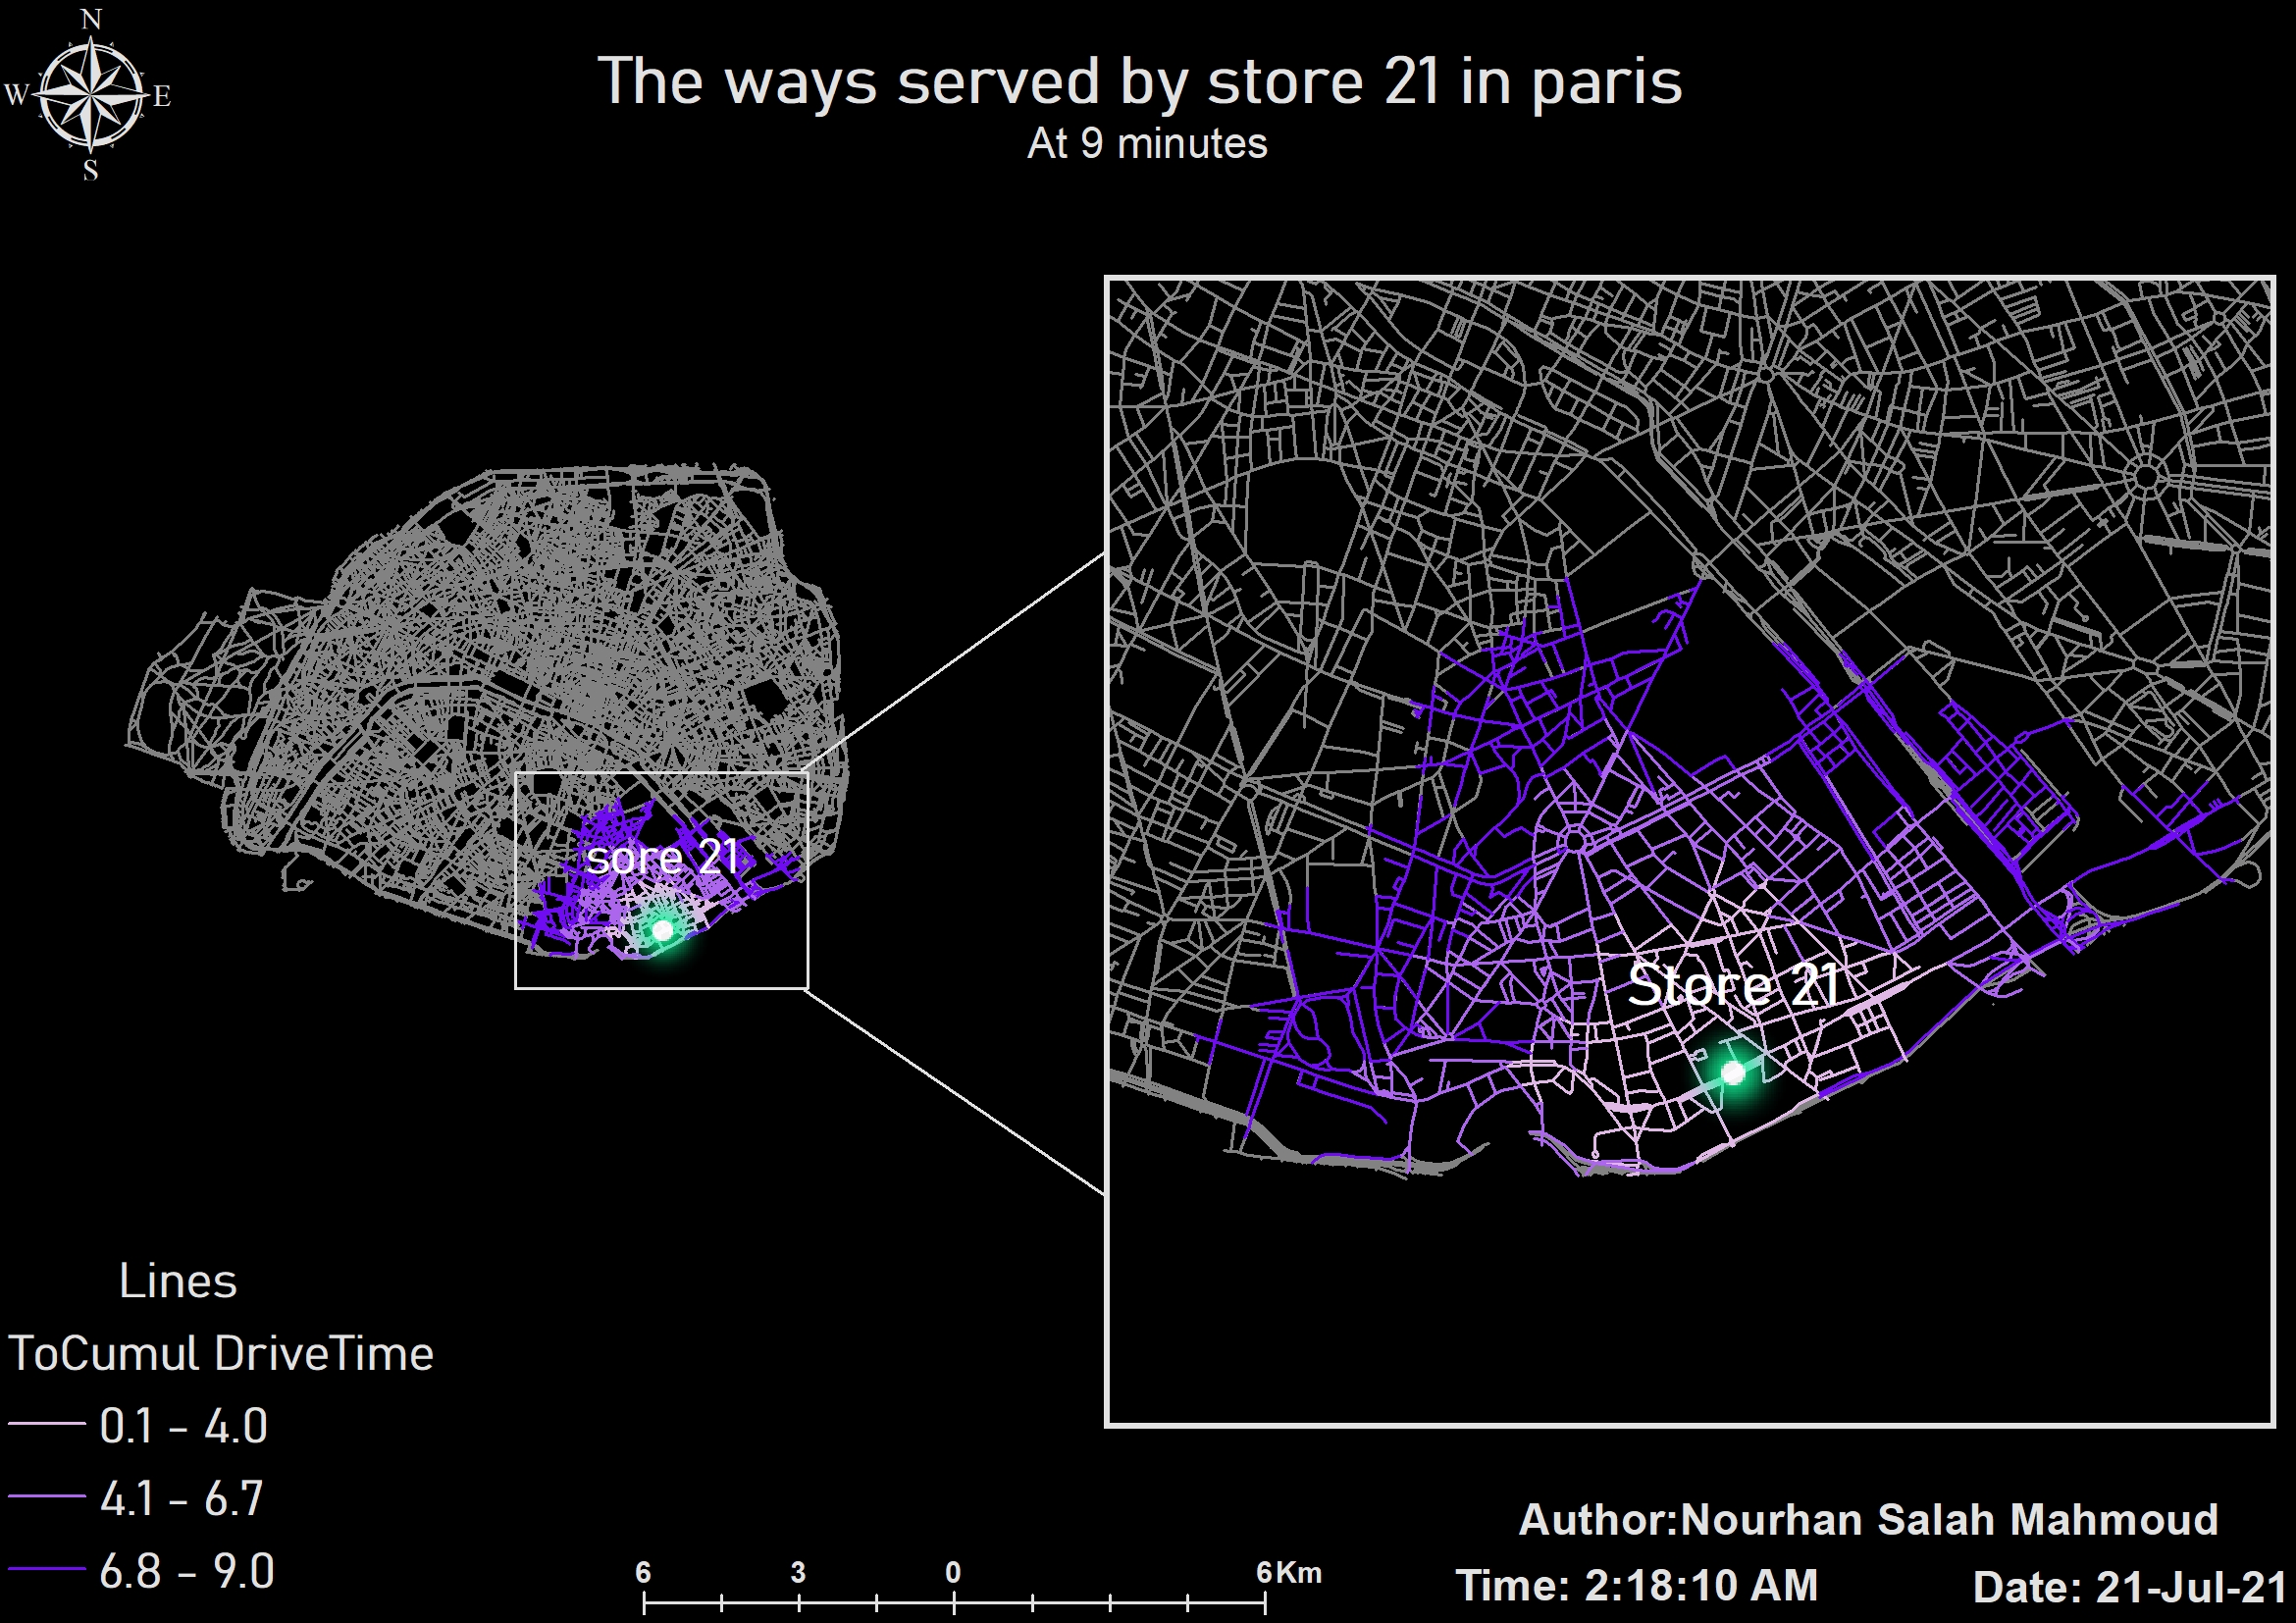 N
W E
S
The ways served by store 21 in paris
At 9 minutes
sore 21
Store 21
Lines
ToCumul DriveTime
0.1 - 4.0
4.1 - 6.7
6.8 - 9.0
6 3 0 6 Km
Author:Nourhan Salah Mahmoud
Time: 2:18:10 AM Date: 21-Jul-21